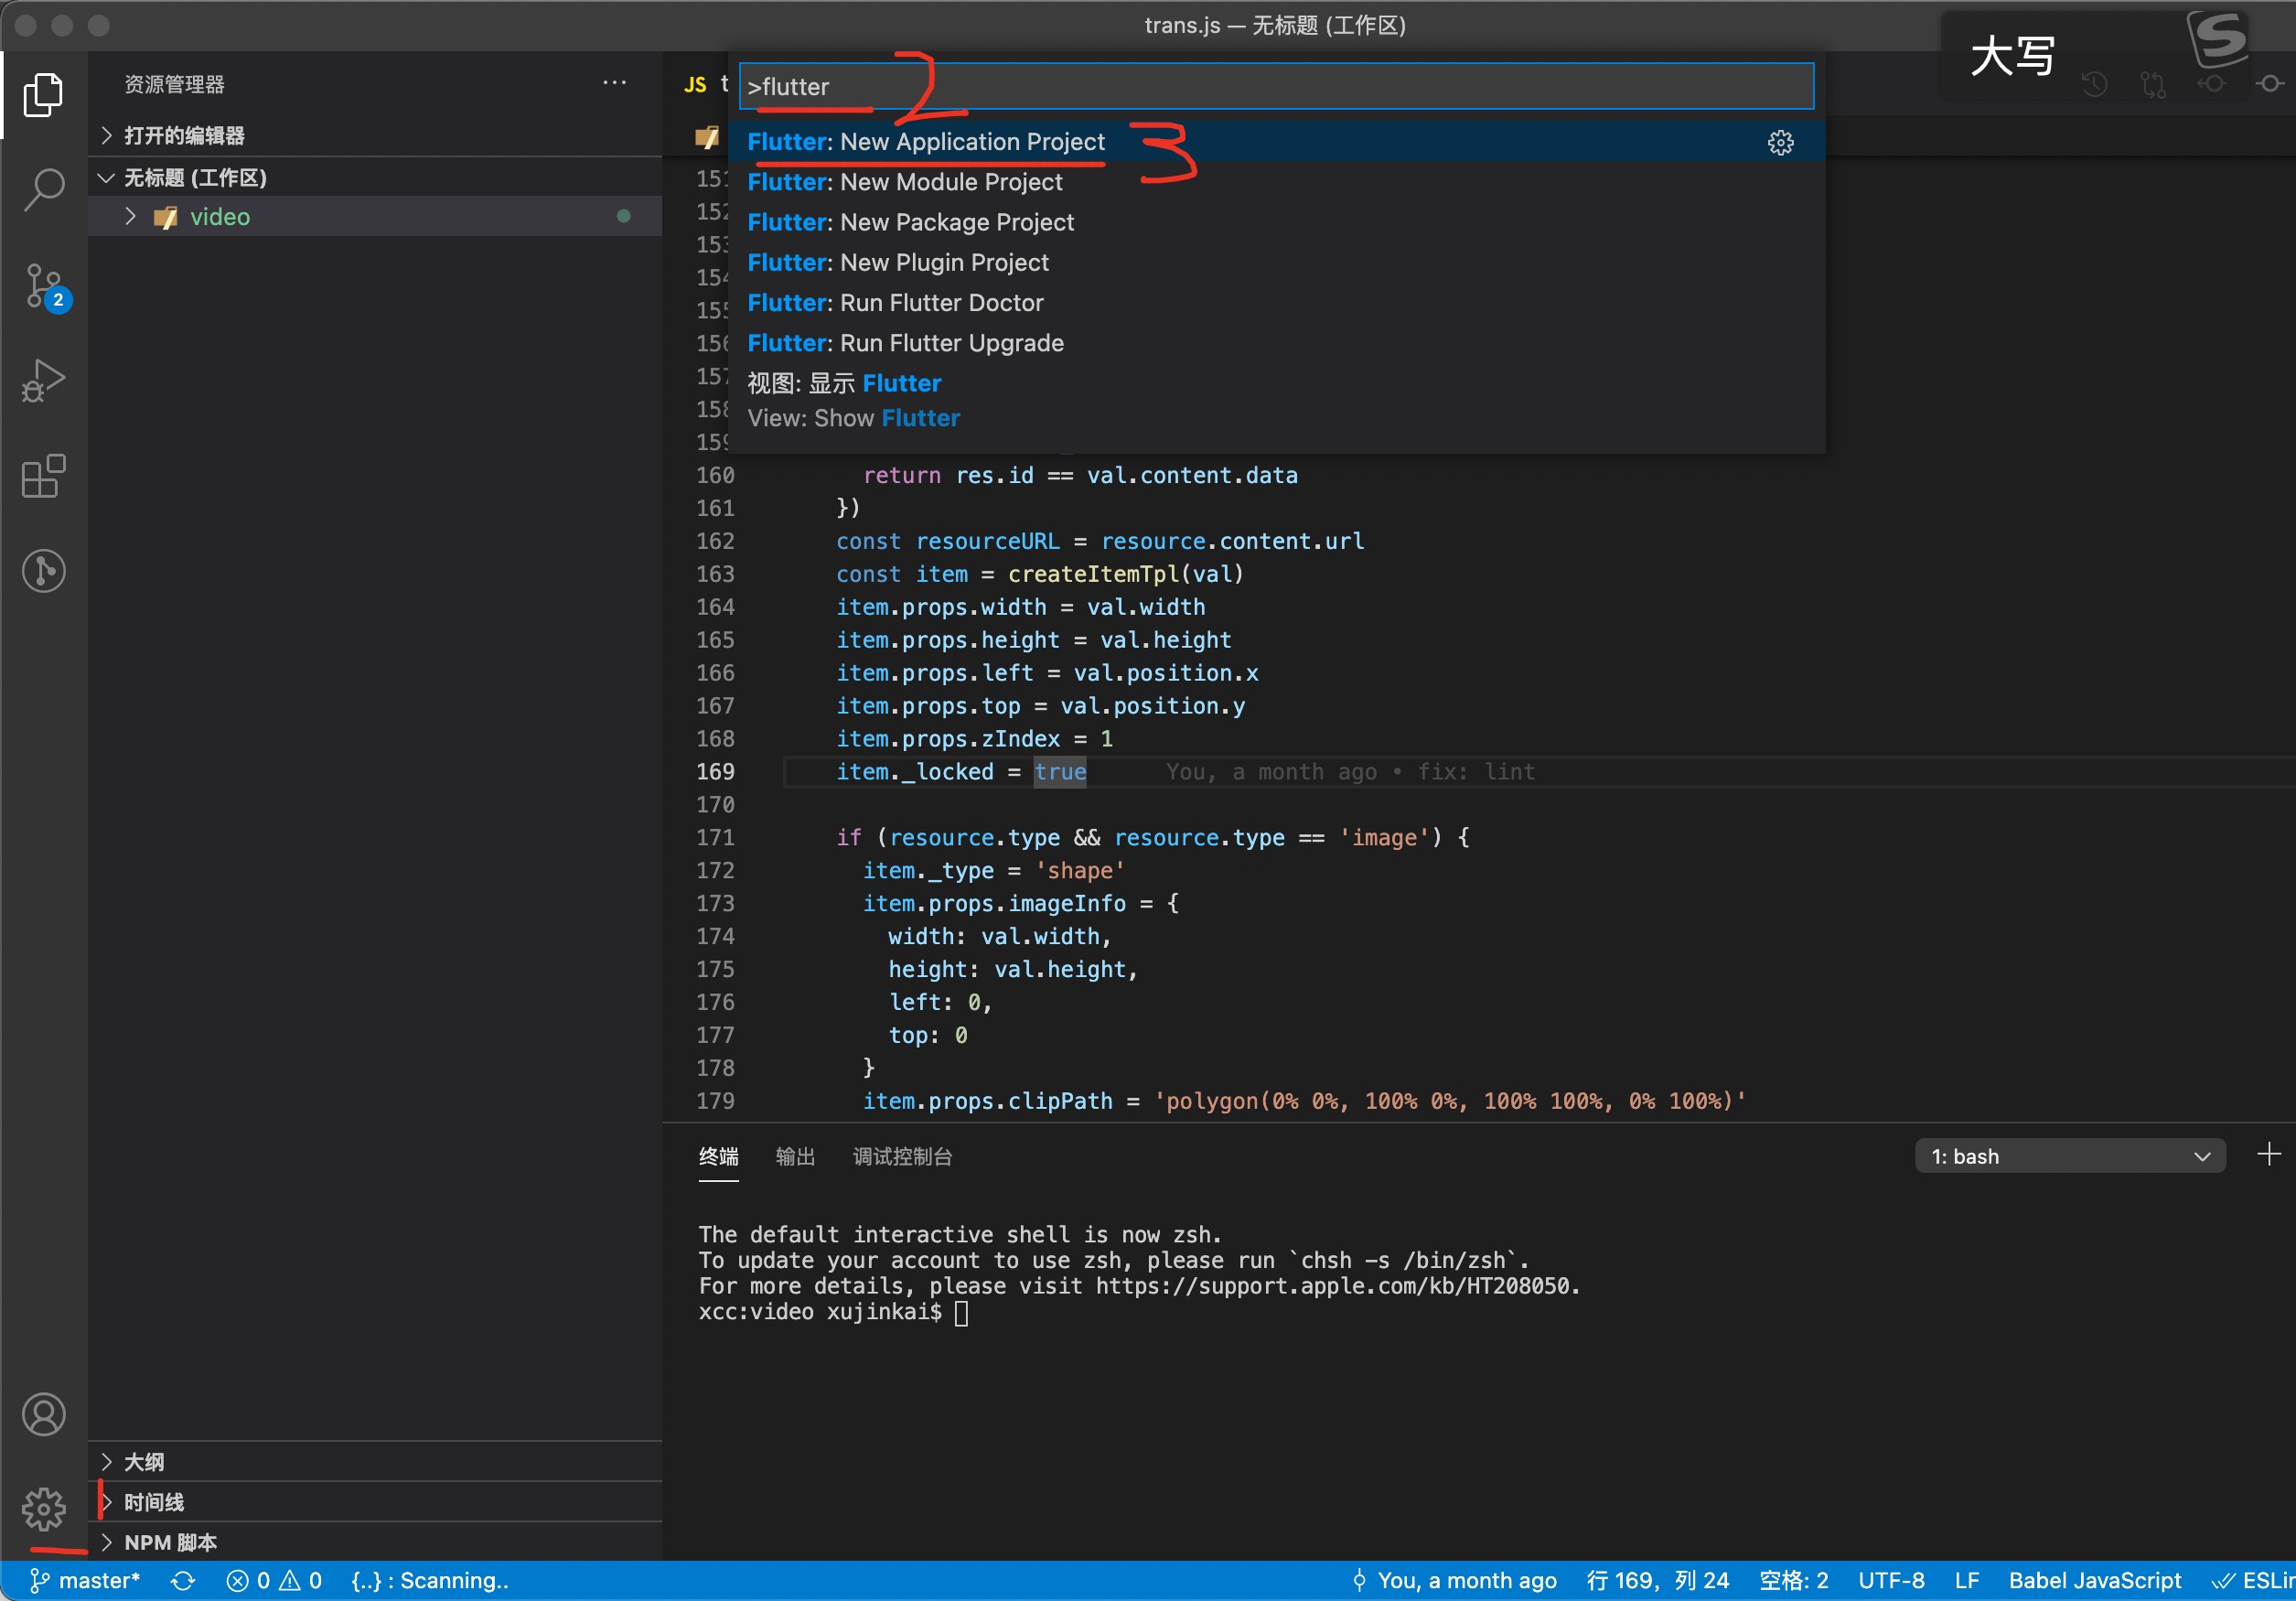 trans.js — 无标题 (工作区)
大写
资源管理器
打开的编辑器
无标题 (工作区)
video
2
JS t
>flutter
2
Flutter: New Application Project
3
Flutter: New Module Project
Flutter: New Package Project
Flutter: New Plugin Project
Flutter: Run Flutter Doctor
Flutter: Run Flutter Upgrade
视图: 显示 Flutter
View: Show Flutter
160 return res.id == val.content.data
161 })
162 const resourceURL = resource.content.url
163 const item = createItemTpl(val)
164 item.props.width = val.width
165 item.props.height = val.height
166 item.props.left = val.position.x
167 item.props.top = val.position.y
168 item.props.zIndex = 1
169 item._locked = true You, a month ago • fix: lint
170
171 if (resource.type && resource.type == 'image') {
172 item._type = 'shape'
173 item.props.imageInfo = {
174 width: val.width,
175 height: val.height,
176 left: 0,
177 top: 0
178 }
179 item.props.clipPath = 'polygon(0% 0%, 100% 0%, 100% 100%, 0% 100%)'
终端 输出 调试控制台 1: bash
The default interactive shell is now zsh.
To update your account to use zsh, please run `chsh -s /bin/zsh`.
For more details, please visit https://support.apple.com/kb/HT208050.
xcc:video xujinkai$
大纲
1
时间线
NPM 脚本
master* 0 0 {..} : Scanning.. You, a month ago 行 169，列 24 空格: 2 UTF-8 LF Babel JavaScript ESLin